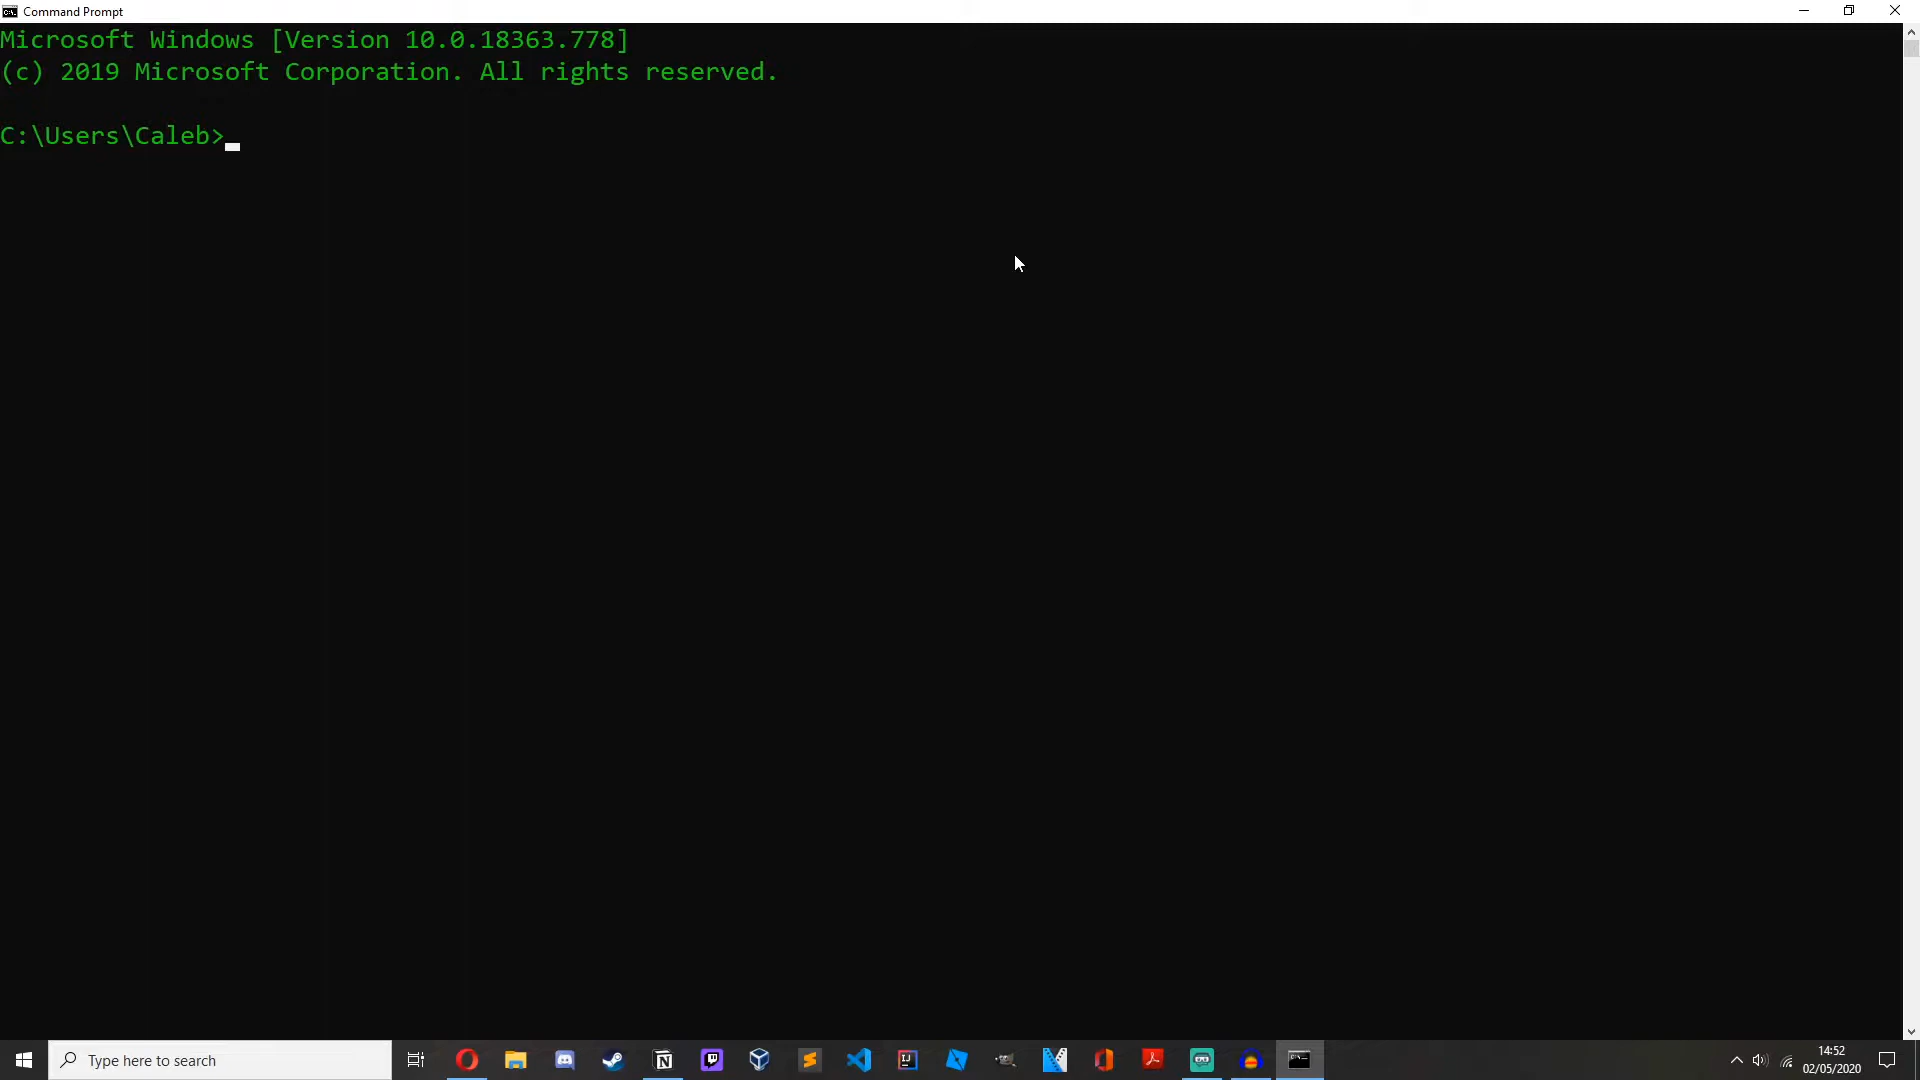 Command Prompt
Microsoft Windows [Version 10.0.18363.778]
(c) 2019 Microsoft Corporation. All rights reserved.
C:\Users\Caleb>
Type here to search
14:52
02/05/2020